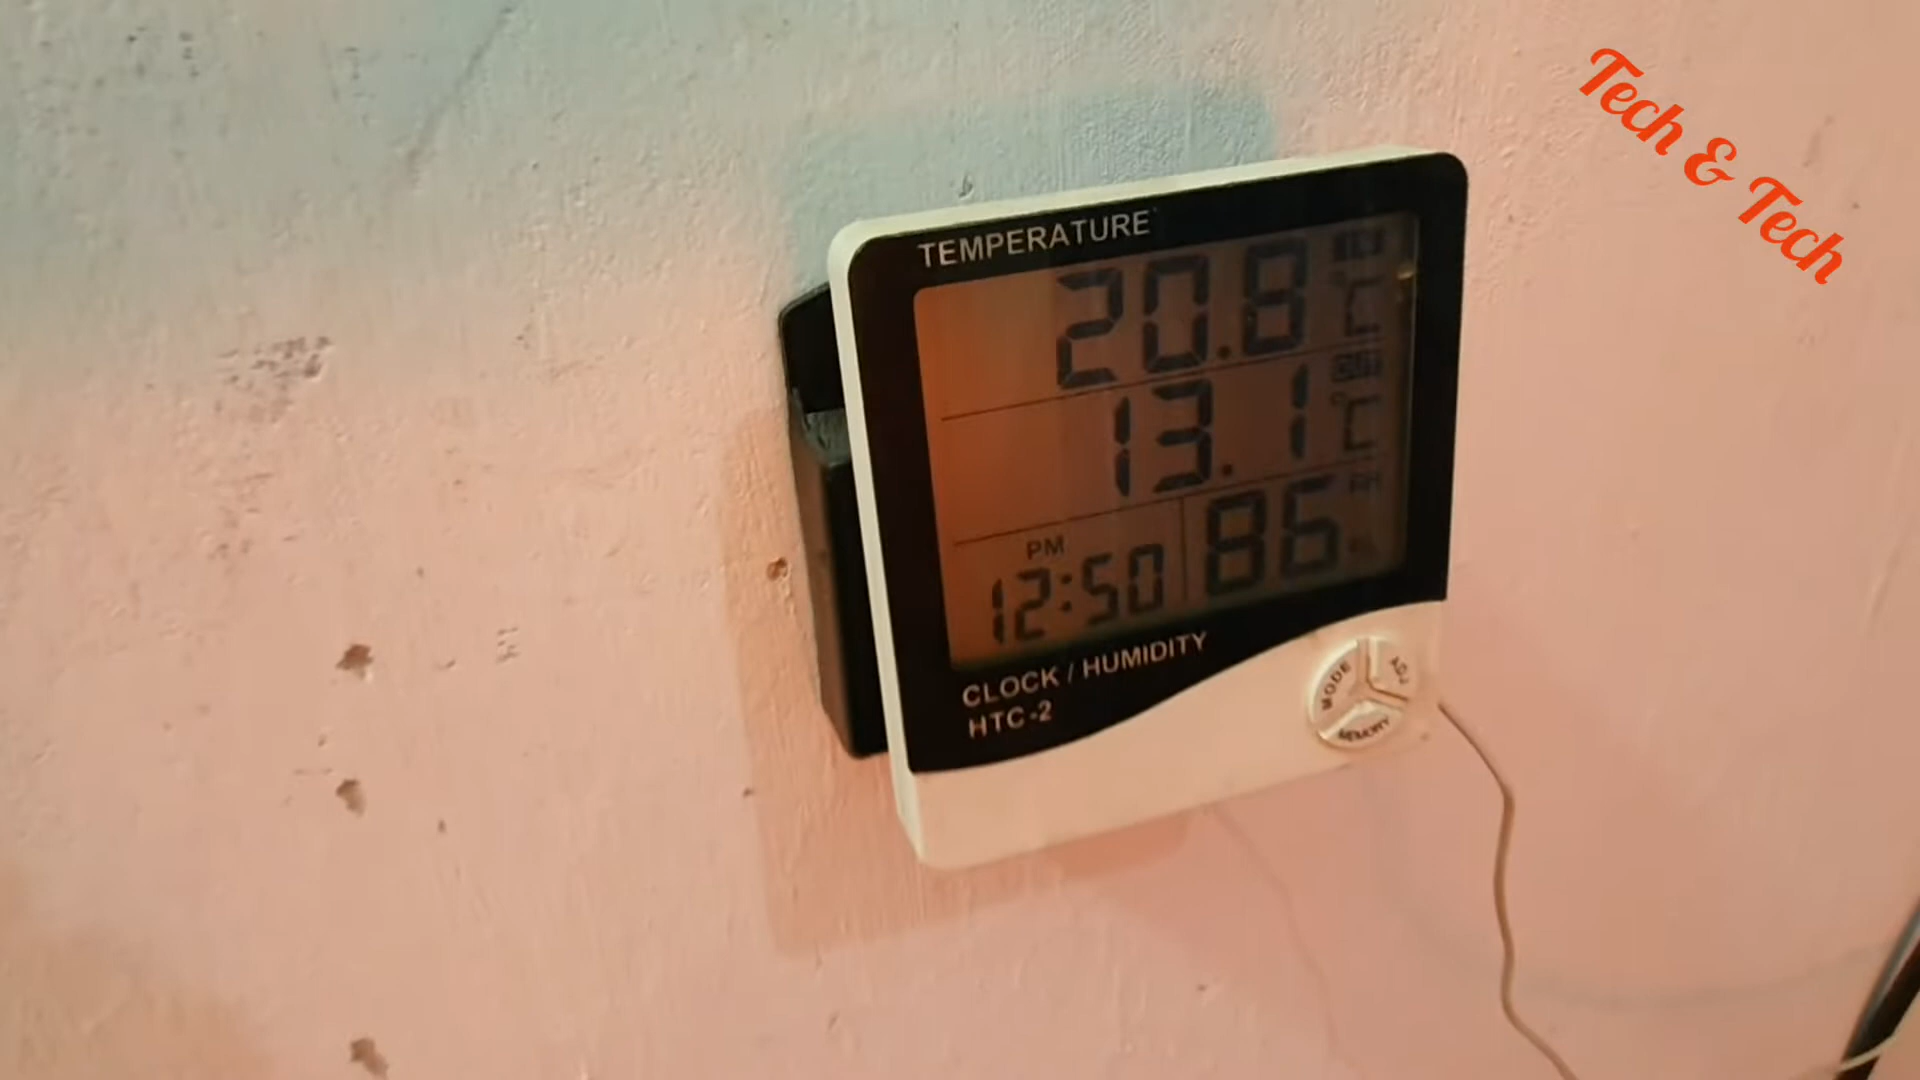 Tech & Tech
TEMPERATURE
20.8 °C
13.1 °C
PM
12:50
86
CLOCK / HUMIDITY
HTC-2
MODE
ADJ
MEMORY